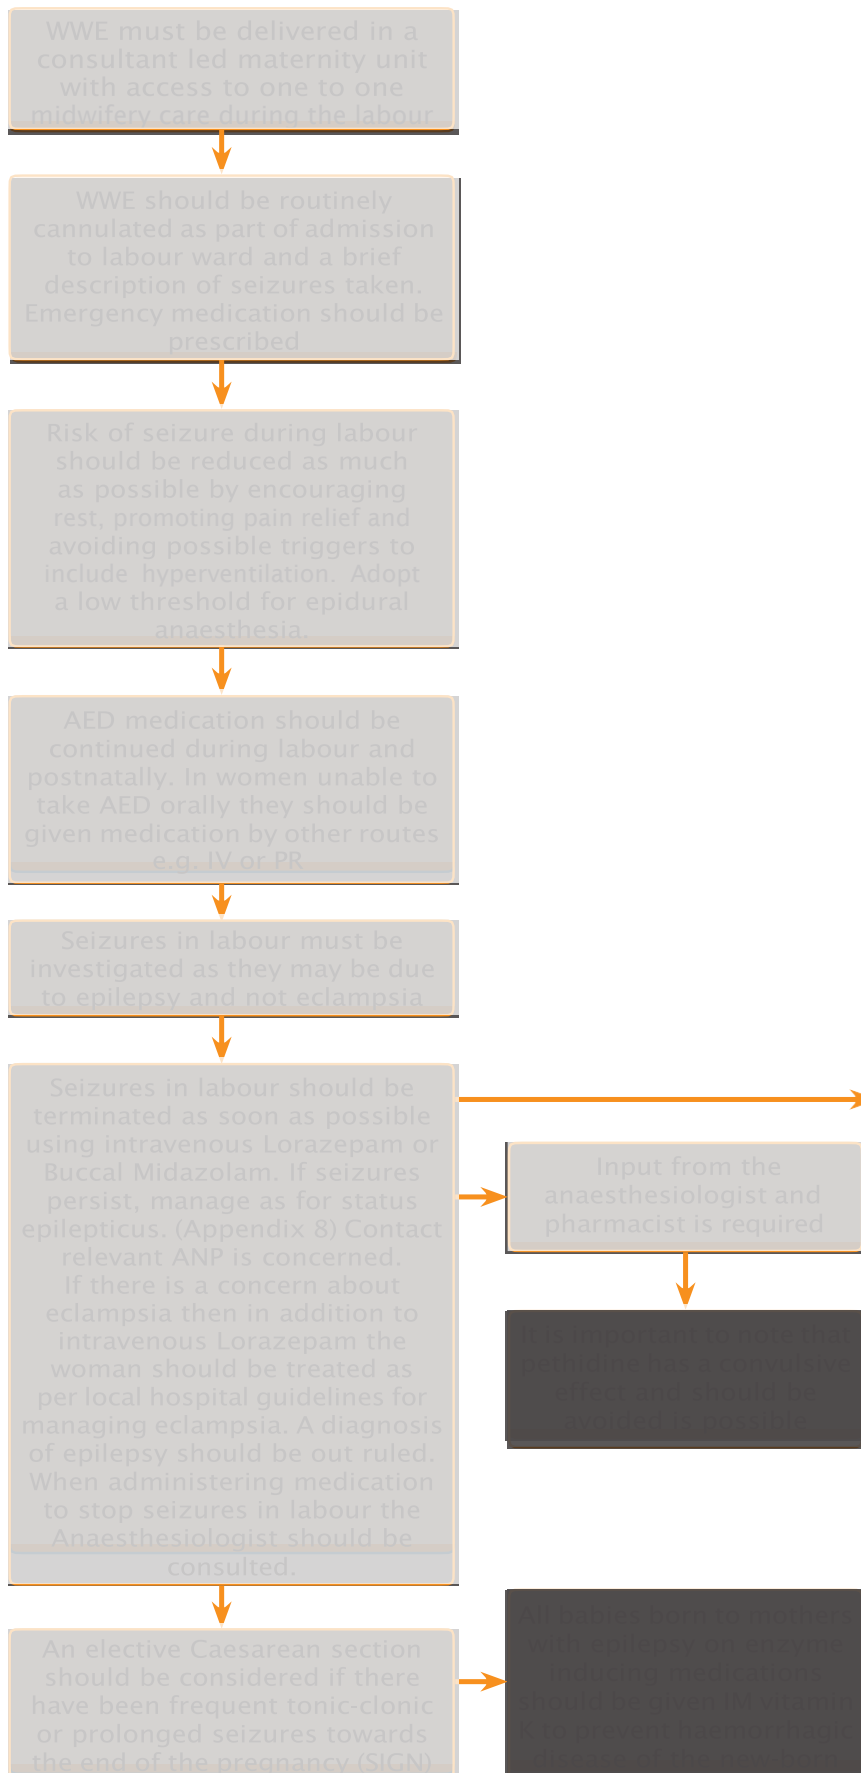 WWE must be delivered in a
consultant led maternity unit
with access to one to one
midwifery care during the labour
WWE should be routinely
cannulated as part of admission
to labour ward and a brief
description of seizures taken.
Emergency medication should be
prescribed
Risk of seizure during labour
should be reduced as much
as possible by encouraging
rest, promoting pain relief and
avoiding possible triggers to
include hyperventilation. Adopt
a low threshold for epidural
anaesthesia.
AED medication should be
continued during labour and
postnatally. In women unable to
take AED orally they should be
given medication by other routes
e.g. IV or PR
Seizures in labour must be
investigated as they may be due
to epilepsy and not eclampsia
Seizures in labour should be
terminated as soon as possible
using intravenous Lorazepam or
Buccal Midazolam. If seizures
persist, manage as for status
epilepticus. (Appendix 8) Contact
relevant ANP is concerned.
If there is a concern about
eclampsia then in addition to
intravenous Lorazepam the
woman should be treated as
per local hospital guidelines for
managing eclampsia. A diagnosis
of epilepsy should be out ruled.
When administering medication
to stop seizures in labour the
Anaesthesiologist should be
consulted.
Input from the
anaesthesiologist and
pharmacist is required
It is important to note that
pethidine has a convulsive
effect and should be
avoided is possible
An elective Caesarean section
should be considered if there
have been frequent tonic-clonic
or prolonged seizures towards
the end of the pregnancy (SIGN)
All babies born to mothers
with epilepsy on enzyme
inducing medications
should be given IM vitamin
K to prevent haemorrhagic
disease of the new born